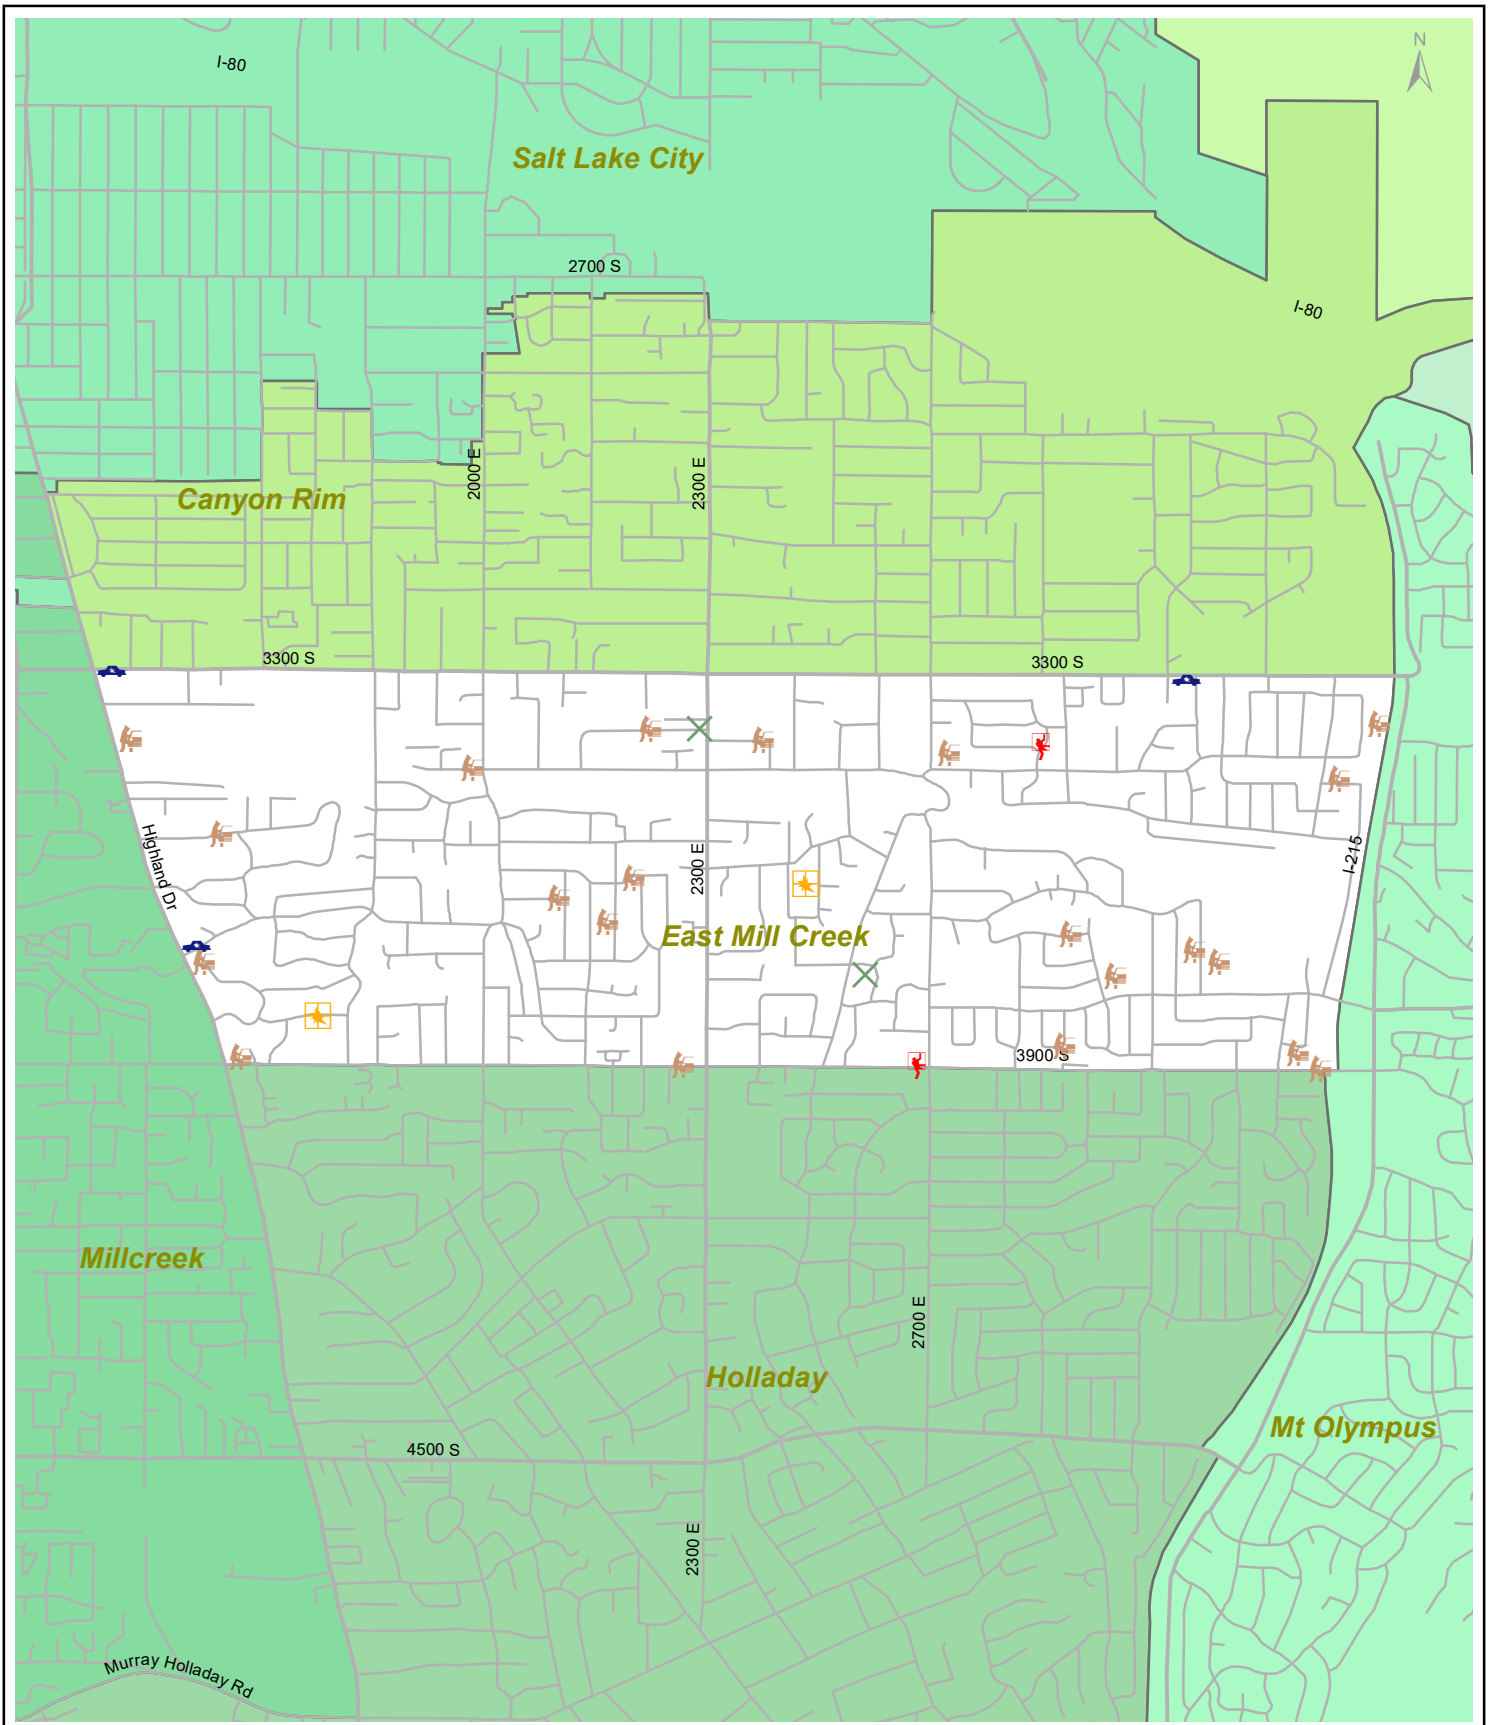 N
I-80
Salt Lake City
2700 S
I-80
2000 E
2300 E
Canyon Rim
3300 S
3300 S
Highland Dr
2300 E
I-215
East Mill Creek
3900 S
Millcreek
2700 E
Holladay
Mt Olympus
4500 S
2300 E
Murray Holladay Rd